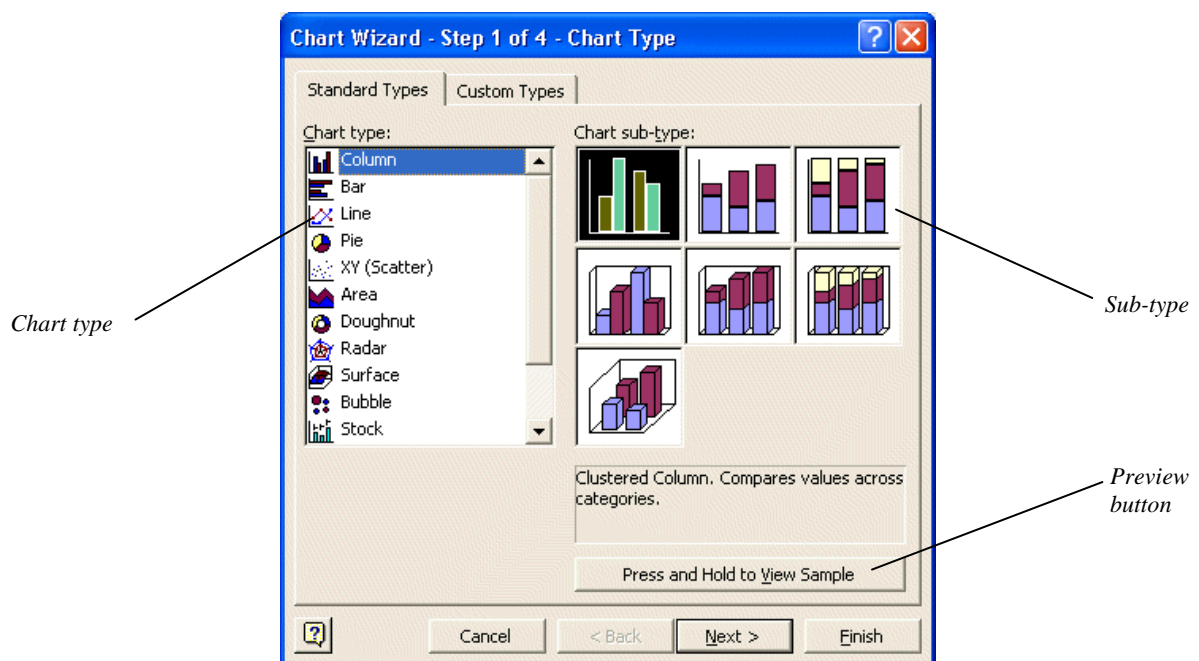 Chart Wizard - Step 1 of 4 - Chart Type
Standard Types
Custom Types
Chart type:
Column
Bar
Line
Pie
XY (Scatter)
Area
Doughnut
Radar
Surface
Bubble
Stock
Chart sub-type:
Clustered Column. Compares values across
categories.
Press and Hold to View Sample
Cancel
< Back
Next >
Finish
Chart type
Sub-type
Preview
button